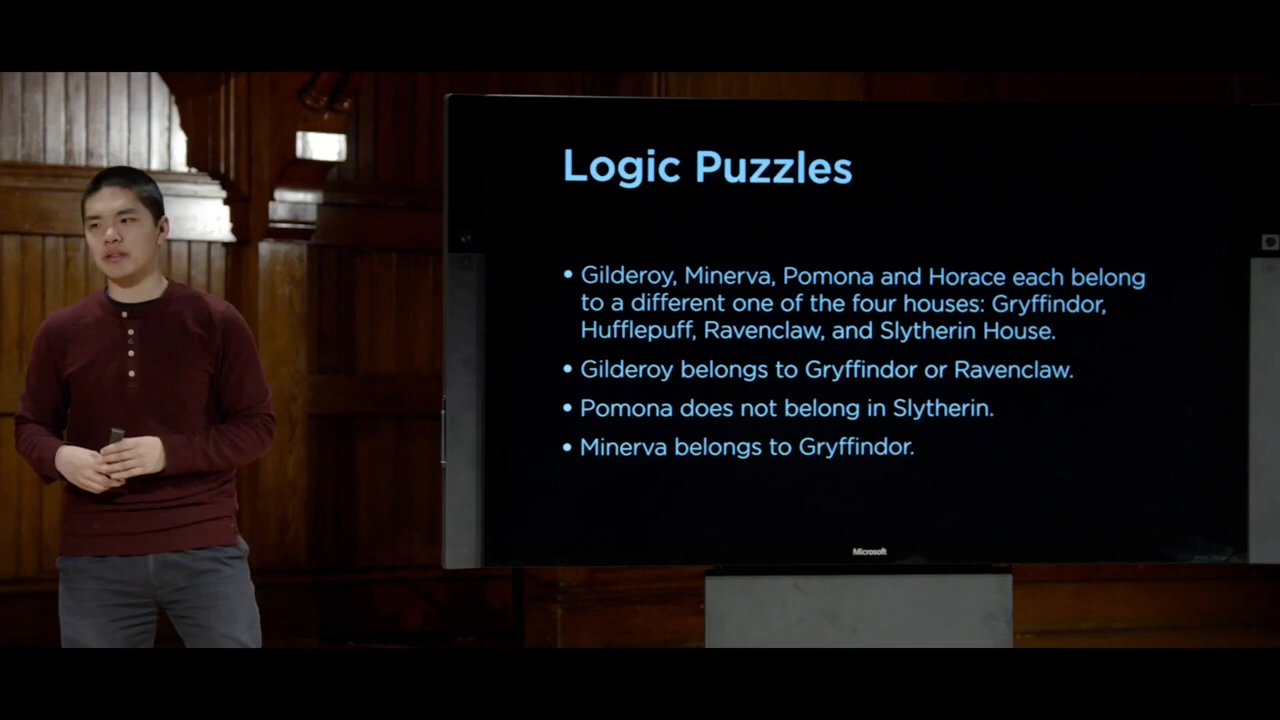 Logic Puzzles
• Gilderoy, Minerva, Pomona and Horace each belong
to a different one of the four houses: Gryffindor,
Hufflepuff, Ravenclaw, and Slytherin House.
• Gilderoy belongs to Gryffindor or Ravenclaw.
• Pomona does not belong in Slytherin.
• Minerva belongs to Gryffindor.
Microsoft